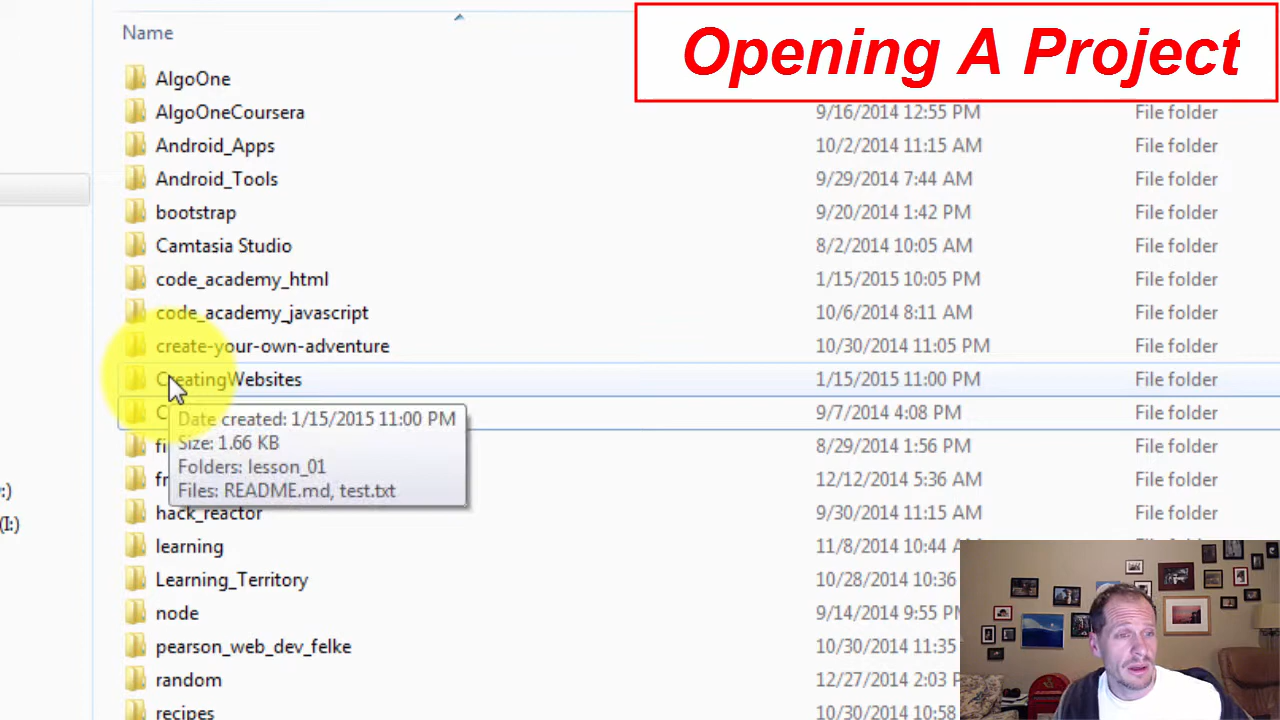 Name
Opening A Project
AlgoOne
AlgoOneCoursera 9/16/2014 12:55 PM File folder
Android_Apps 10/2/2014 11:15 AM File folder
Android_Tools 9/29/2014 7:44 AM File folder
bootstrap 9/20/2014 1:42 PM File folder
Camtasia Studio 8/2/2014 10:05 AM File folder
code_academy_html 1/15/2015 10:05 PM File folder
code_academy_javascript 10/6/2014 8:11 AM File folder
create-your-own-adventure 10/30/2014 11:05 PM File folder
CreatingWebsites 1/15/2015 11:00 PM File folder
C 9/7/2014 4:08 PM File folder
Date created: 1/15/2015 11:00 PM
Size: 1.66 KB
Folders: lesson_01
Files: README.md, test.txt
8/29/2014 1:56 PM File folder
12/12/2014 5:36 AM File folder
:)
hack_reactor 9/30/2014 11:15 AM File folder
(I:)
learning 11/8/2014 10:44 File folder
Learning_Territory 10/28/2014 10:36
node 9/14/2014 9:55
pearson_web_dev_felke 10/30/2014 11:35
random 12/27/2014 2:03
recipes 10/30/2014 10:58